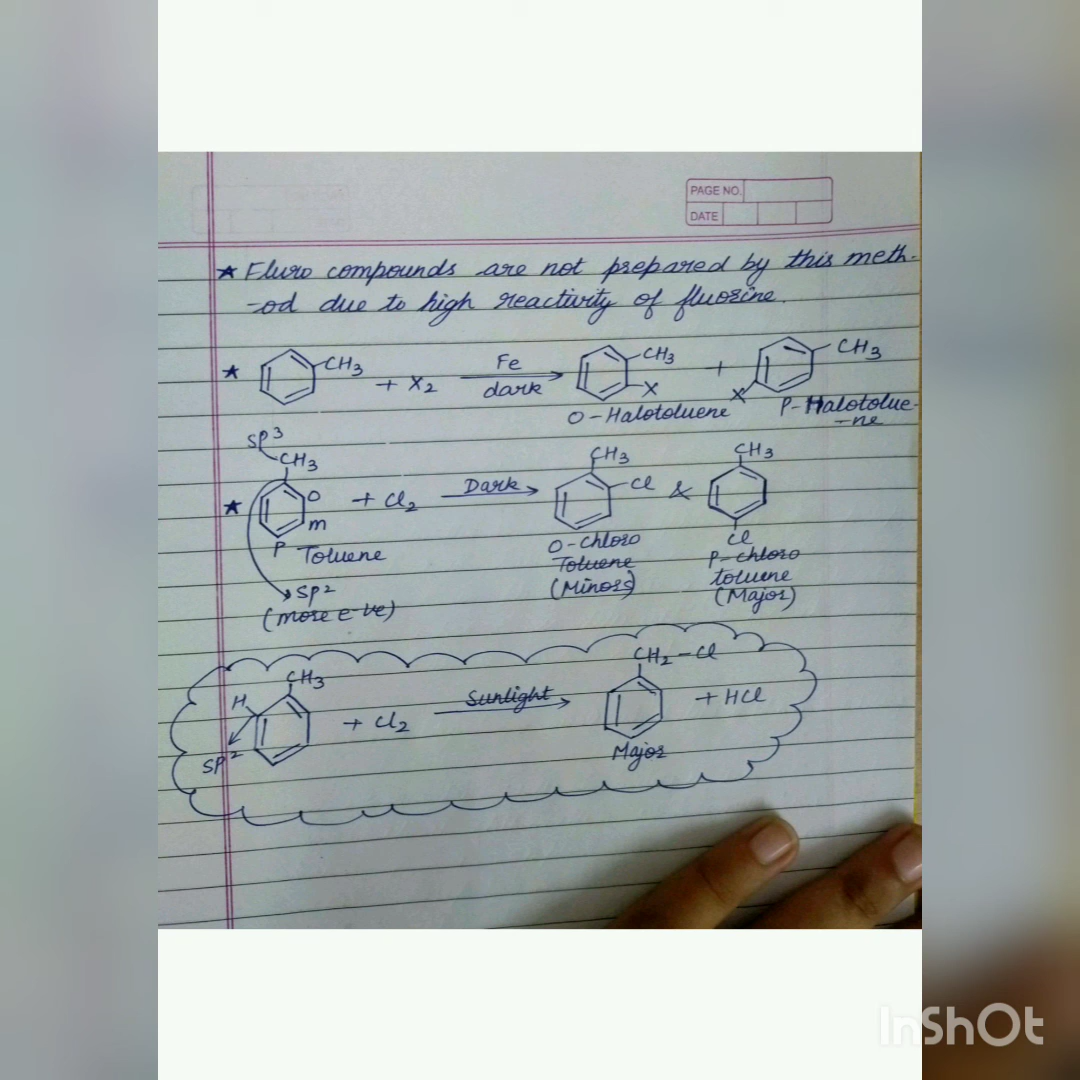 PAGE NO.
DATE
★ Fluro compounds are not prepared by this meth-
-od due to high reactivity of fluorine.
★ CH3 + X2 Fe dark CH3 X + CH3 X
O-Halotoluene P-Halotolue-
-ne
SP3
CH3 CH3 CH3
★ O m P + Cl2 Dark Cl & Cl
Toluene O-Chloro P-chloro
Toluene toluene
(Minor) (Major)
SP2
(more e-ve)
CH3 CH2-Cl
H + Cl2 Sunlight + HCl
SP2 Major
InShOt